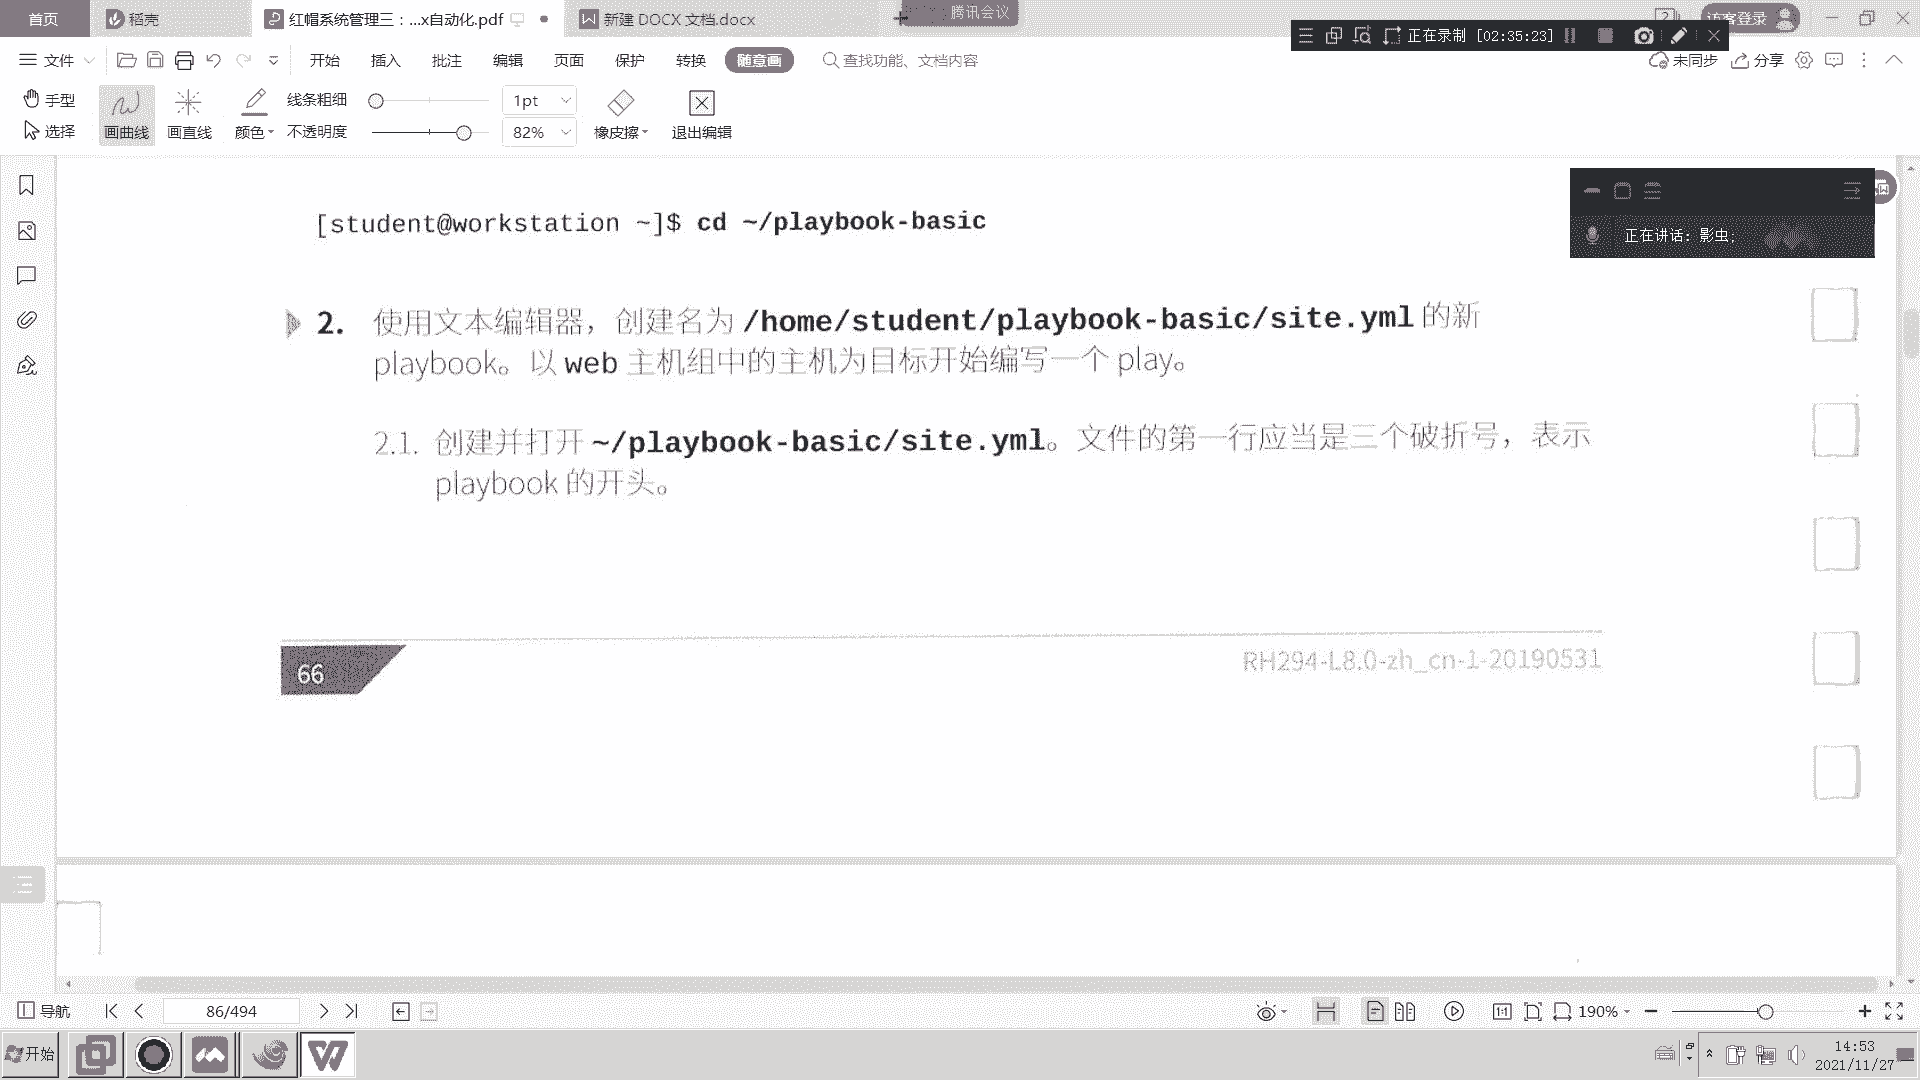 首页
稻壳
红帽系统管理三：...x自动化.pdf
新建 DOCX 文档.docx
腾讯会议
访客登录
正在录制 [02:35:23]
文件
开始
插入
批注
编辑
页面
保护
转换
随意画
查找功能、文档内容
未同步
分享
手型
选择
画曲线
画直线
颜色
线条粗细
1pt
不透明度
82%
橡皮擦
退出编辑
正在讲话：影虫;
[student@workstation ~]$ cd ~/playbook-basic
2. 使用文本编辑器，创建名为 /home/student/playbook-basic/site.yml 的新
playbook。以 web 主机组中的主机为目标开始编写一个 play。
2.1. 创建并打开 ~/playbook-basic/site.yml。文件的第一行应当是三个破折号，表示
playbook 的开头。
66
RH294-L8.0-zh_cn-1-20190531
导航
86/494
1:1
190%
开始
14:53
2021/11/27